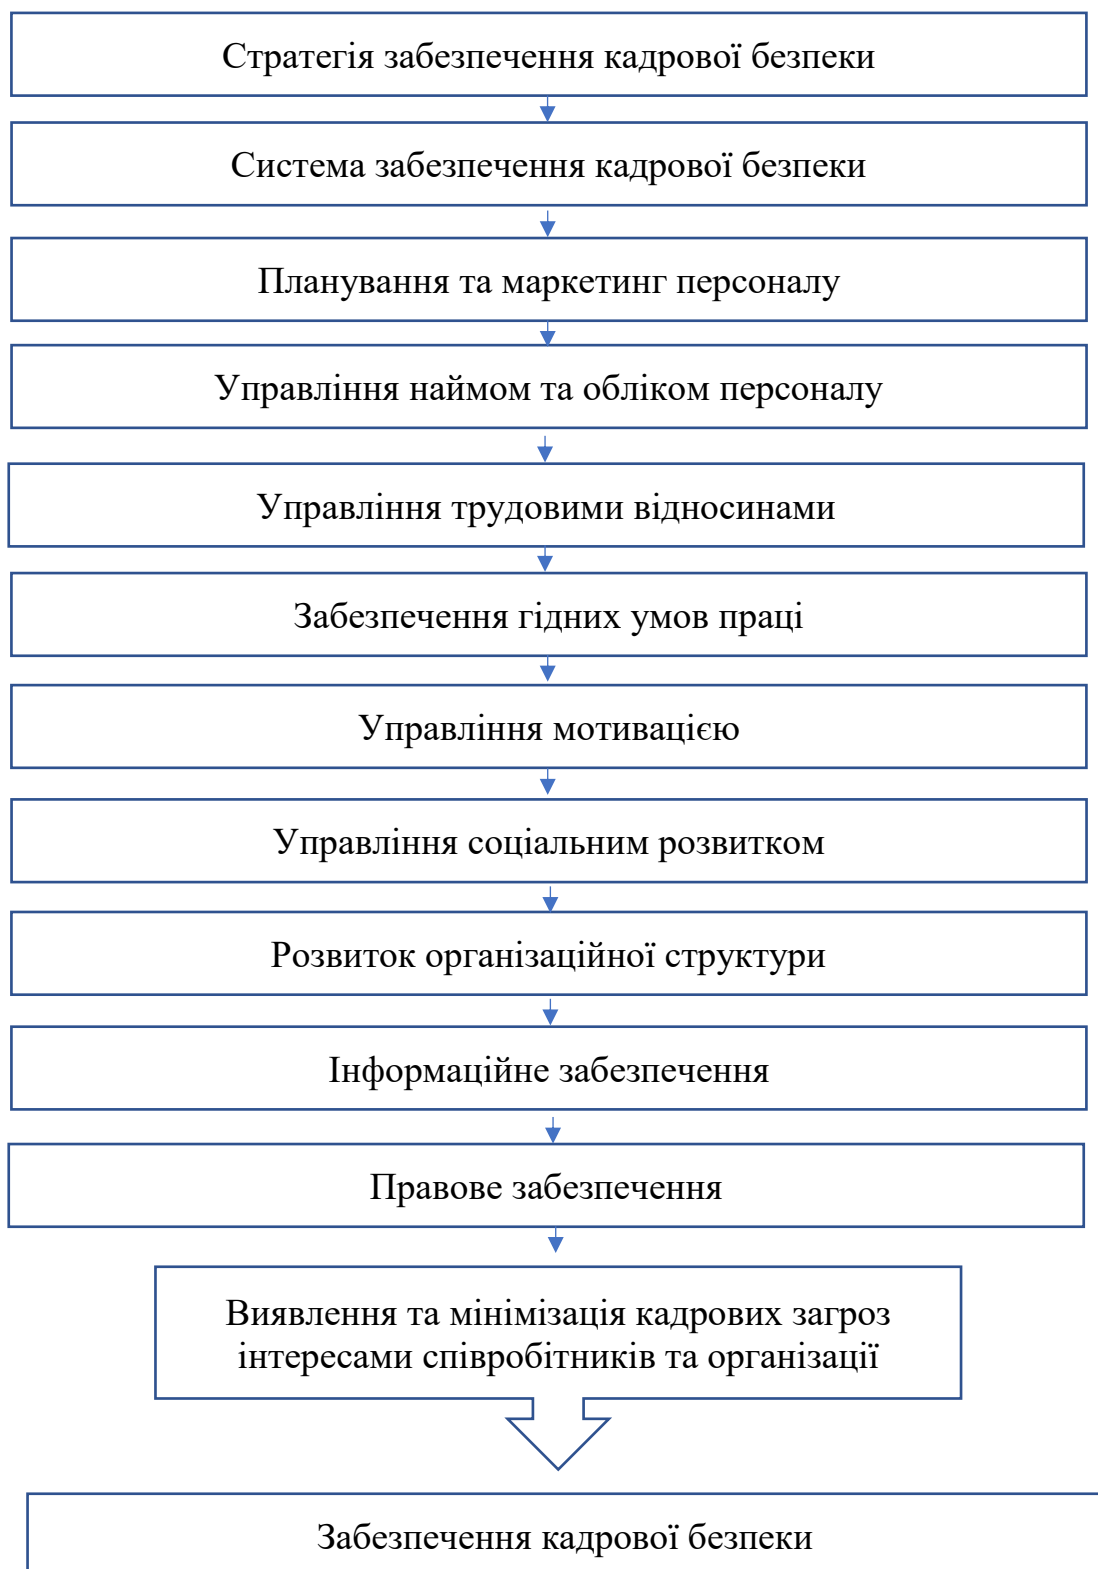 Стратегія забезпечення кадрової безпеки
Система забезпечення кадрової безпеки
Планування та маркетинг персоналу
Управління наймом та обліком персоналу
Управління трудовими відносинами
Забезпечення гідних умов праці
Управління мотивацією
Управління соціальним розвитком
Розвиток організаційної структури
Інформаційне забезпечення
Правове забезпечення
Виявлення та мінімізація кадрових загроз
інтересами співробітників та організації
Забезпечення кадрової безпеки